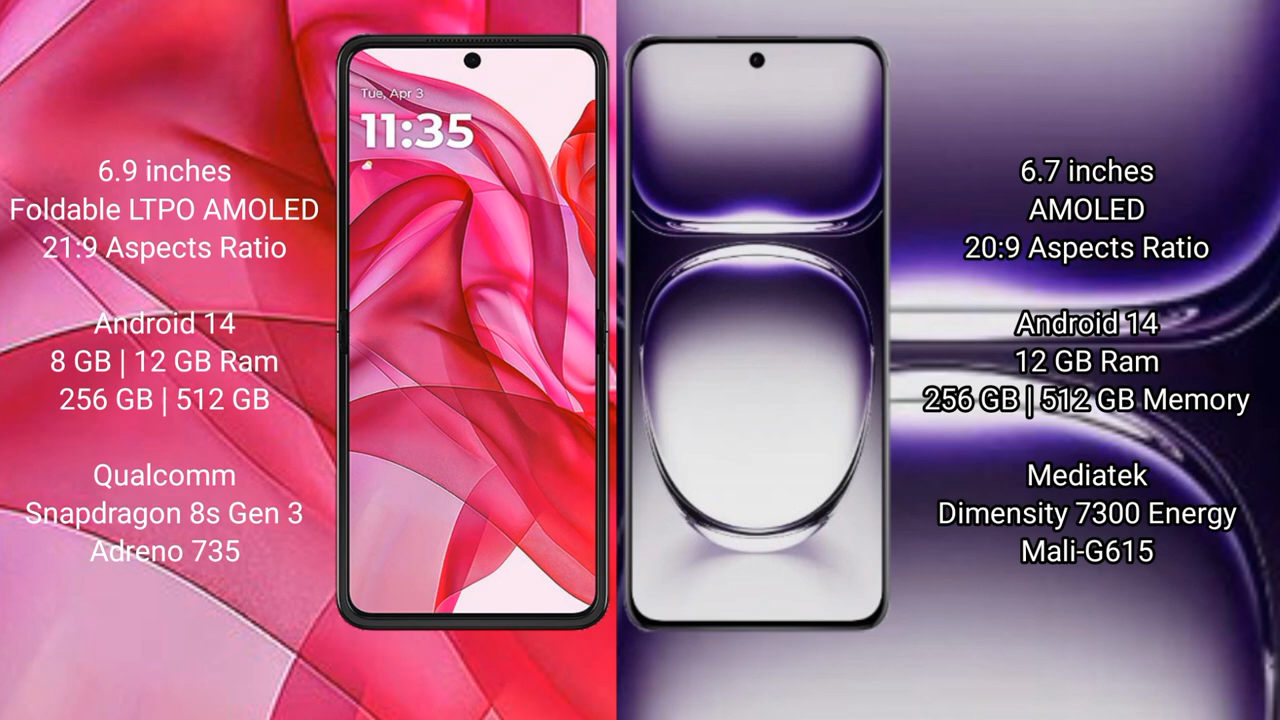 6.9 inches
Foldable LTPO AMOLED
21:9 Aspects Ratio
Android 14
8 GB | 12 GB Ram
256 GB | 512 GB
Qualcomm
Snapdragon 8s Gen 3
Adreno 735
Tue, Apr 3
11:35
6.7 inches
AMOLED
20:9 Aspects Ratio
Android 14
12 GB Ram
256 GB | 512 GB Memory
Mediatek
Dimensity 7300 Energy
Mali-G615